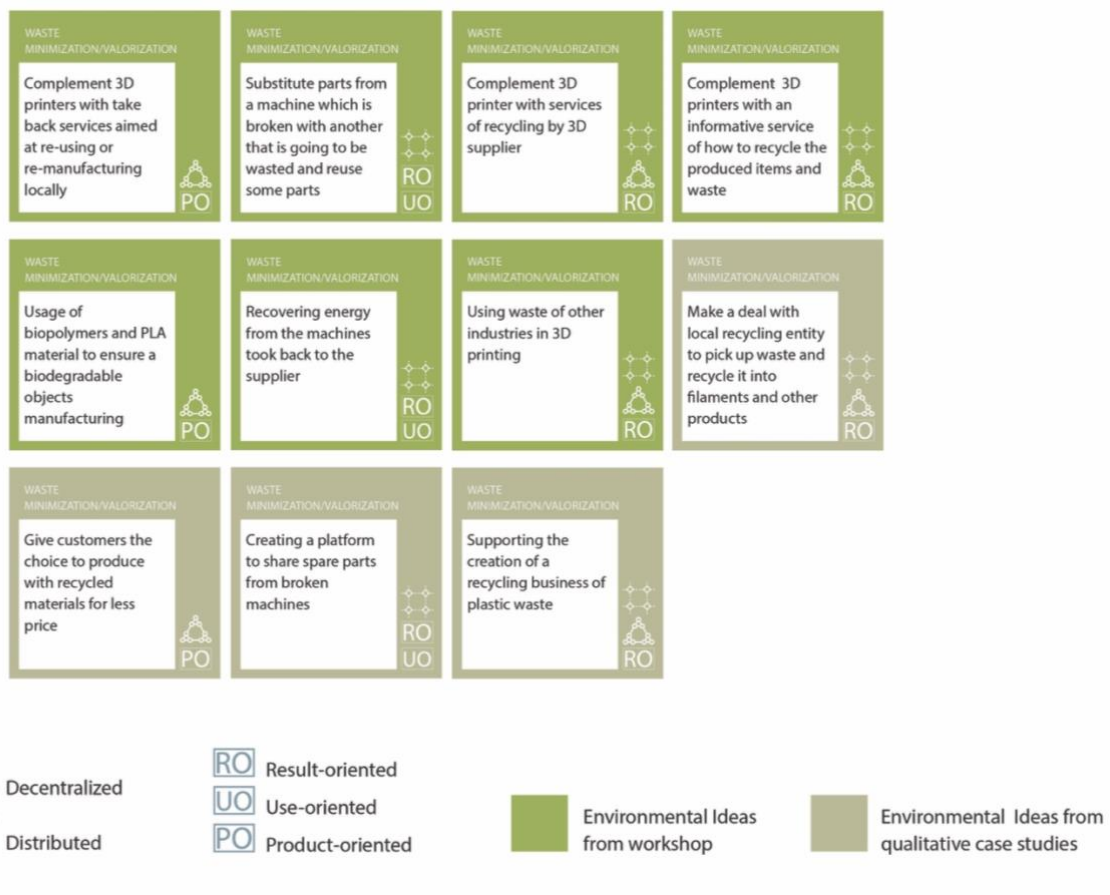 WASTE
MINIMIZATION/VALORIZATION
Complement 3D
printers with take
back services aimed
at re-using or
re-manufacturing
locally
PO
WASTE
MINIMIZATION/VALORIZATION
Substitute parts from
a machine which is
broken with another
that is going to be
wasted and reuse
some parts
RO
UO
WASTE
MINIMIZATION/VALORIZATION
Complement 3D
printer with services
of recycling by 3D
supplier
RO
WASTE
MINIMIZATION/VALORIZATION
Complement 3D
printers with an
informative service
of how to recycle the
produced items and
waste
RO
WASTE
MINIMIZATION/VALORIZATION
Usage of
biopolymers and PLA
material to ensure a
biodegradable
objects
manufacturing
PO
WASTE
MINIMIZATION/VALORIZATION
Recovering energy
from the machines
took back to the
supplier
RO
UO
WASTE
MINIMIZATION/VALORIZATION
Using waste of other
industries in 3D
printing
RO
WASTE
MINIMIZATION/VALORIZATION
Make a deal with
local recycling entity
to pick up waste and
recycle it into
filaments and other
products
RO
WASTE
MINIMIZATION/VALORIZATION
Give customers the
choice to produce
with recycled
materials for less
price
PO
WASTE
MINIMIZATION/VALORIZATION
Creating a platform
to share spare parts
from broken
machines
RO
UO
WASTE
MINIMIZATION/VALORIZATION
Supporting the
creation of a
recycling business of
plastic waste
RO
Decentralized
Distributed
RO Result-oriented
UO Use-oriented
PO Product-oriented
Environmental Ideas
from workshop
Environmental Ideas from
qualitative case studies